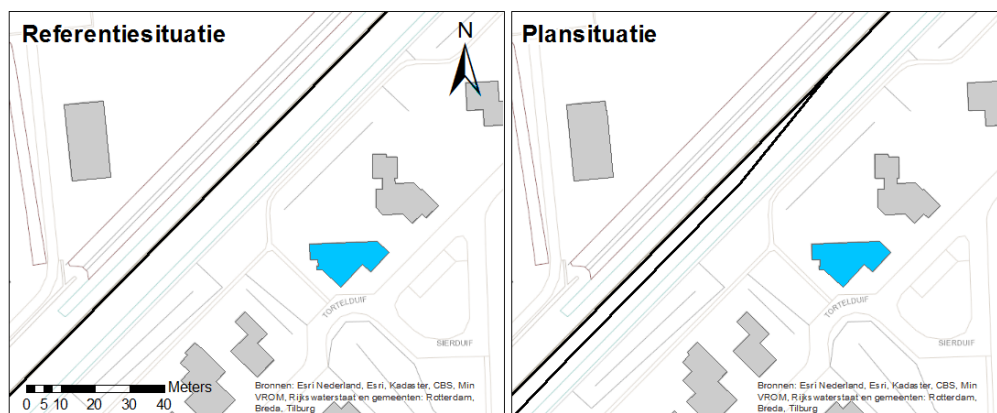 Referentiesituatie
N
TORTELDUIF
SIERDUIF
Meters
0 5 10 20 30 40
Bronnen: Esri Nederland, Esri, Kadaster, CBS, Min
VROM, Rijkswaterstaat en gemeenten: Rotterdam,
Breda, Tilburg
Plansituatie
TORTELDUIF
SIERDUIF
Bronnen: Esri Nederland, Esri, Kadaster, CBS, Min
VROM, Rijkswaterstaat en gemeenten: Rotterdam,
Breda, Tilburg